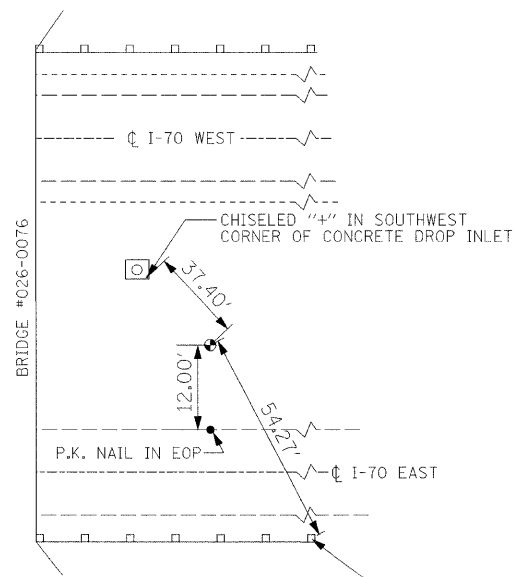 ℄ I-70 WEST
CHISELED "+" IN SOUTHWEST
CORNER OF CONCRETE DROP INLET
BRIDGE #026-0076
37.40'
12.00'
54.27'
P.K. NAIL IN EOP
℄ I-70 EAST